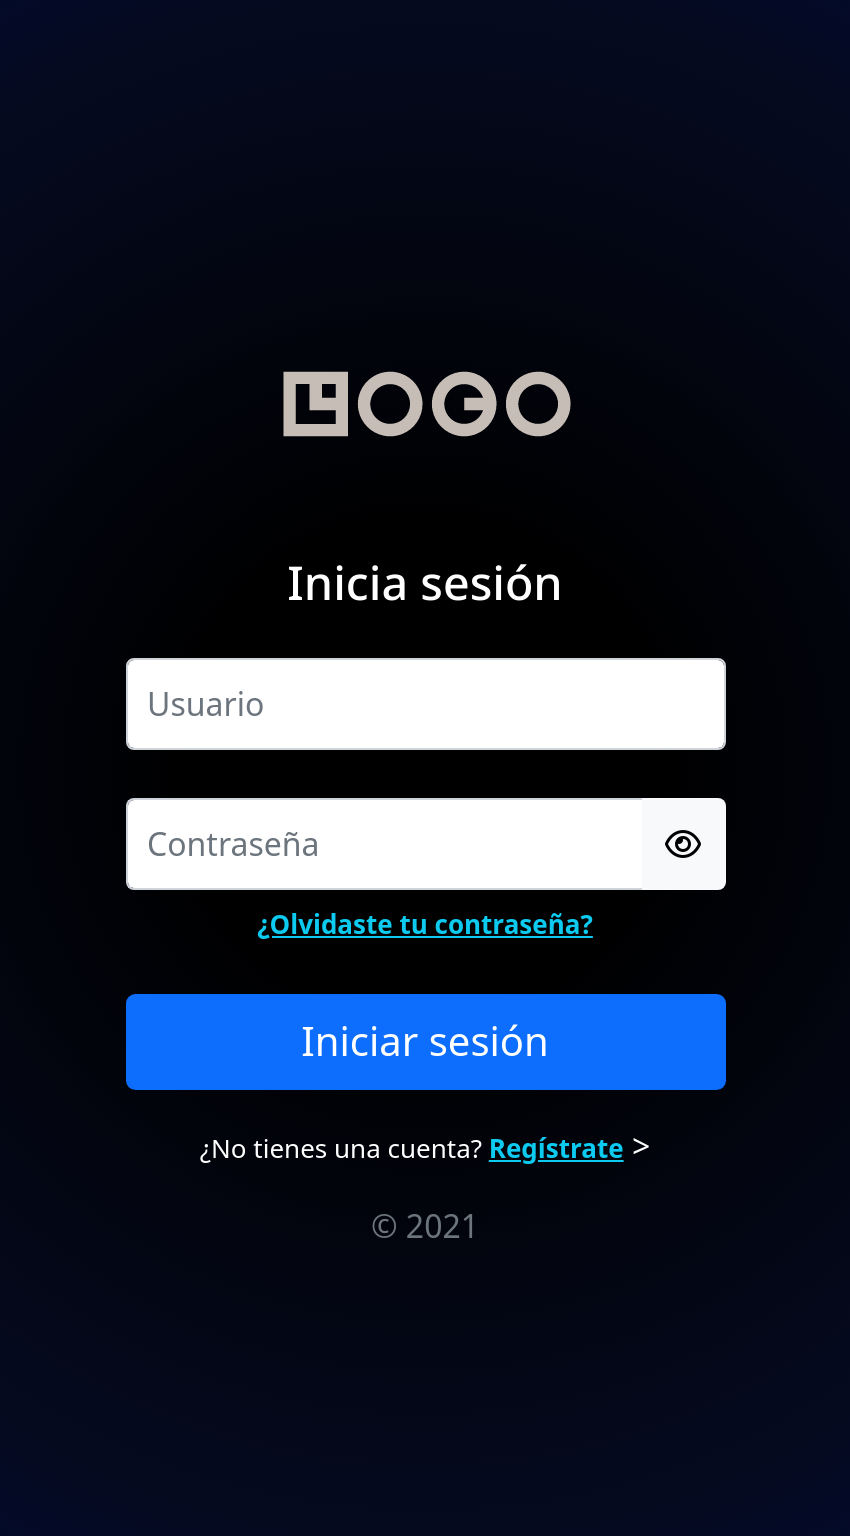 LOGO
Inicia sesión
Usuario
Contraseña
¿Olvidaste tu contraseña?
Iniciar sesión
¿No tienes una cuenta? Regístrate >
© 2021